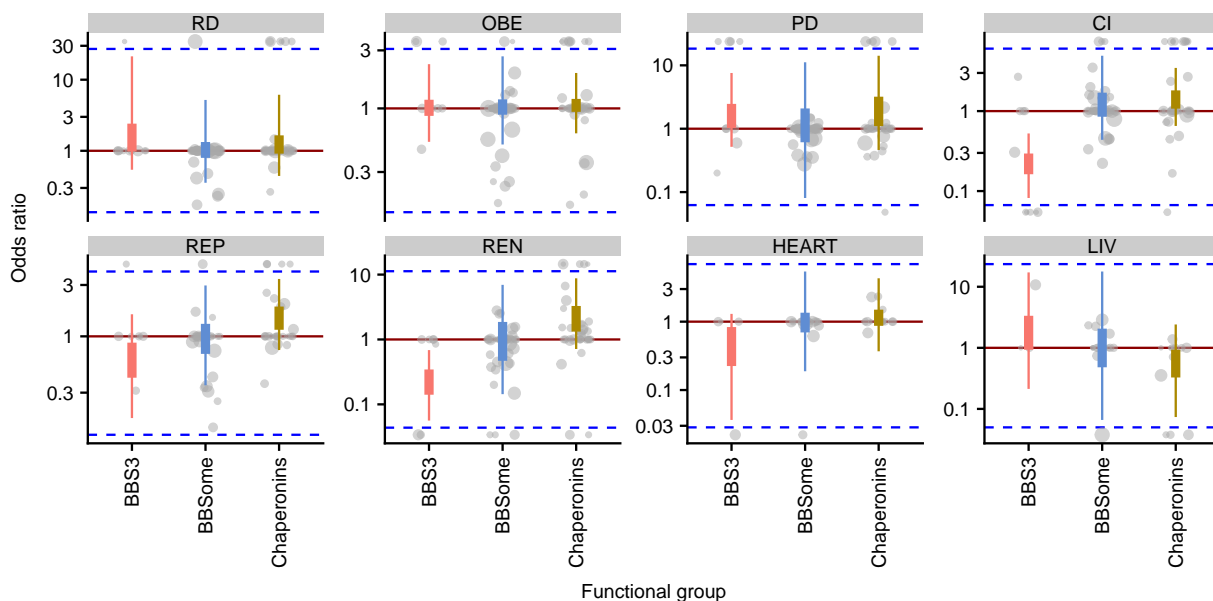 RD
OBE
PD
CI
30
10
3
1
0.3
3
1
0.3
10
1
0.1
3
1
0.3
0.1
Odds ratio
REP
REN
HEART
LIV
3
1
0.3
10
1
0.1
3
1
0.3
0.1
0.03
10
1
0.1
BBS3
BBSome
Chaperonins
BBS3
BBSome
Chaperonins
BBS3
BBSome
Chaperonins
BBS3
BBSome
Chaperonins
Functional group